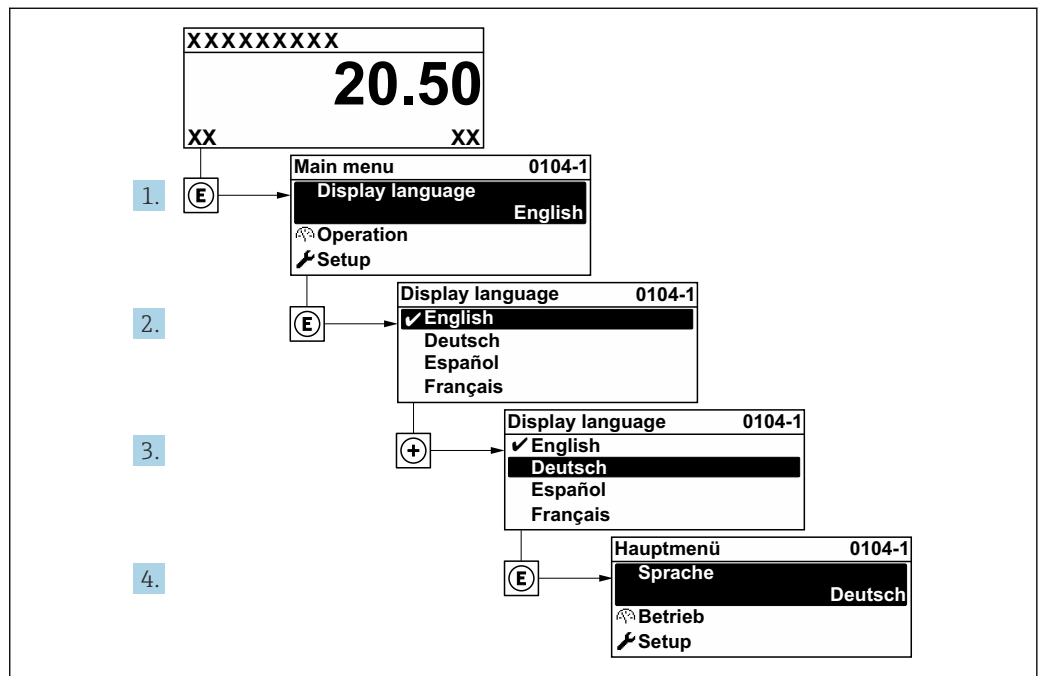 XXXXXXXXX
20.50
XX XX
Main menu 0104-1
1. E Display language
English
Operation
Setup
Display language 0104-1
2. E ✔English
Deutsch
Español
Français
Display language 0104-1
3. + ✔English
Deutsch
Español
Français
Hauptmenü 0104-1
4. E Sprache
Deutsch
Betrieb
Setup